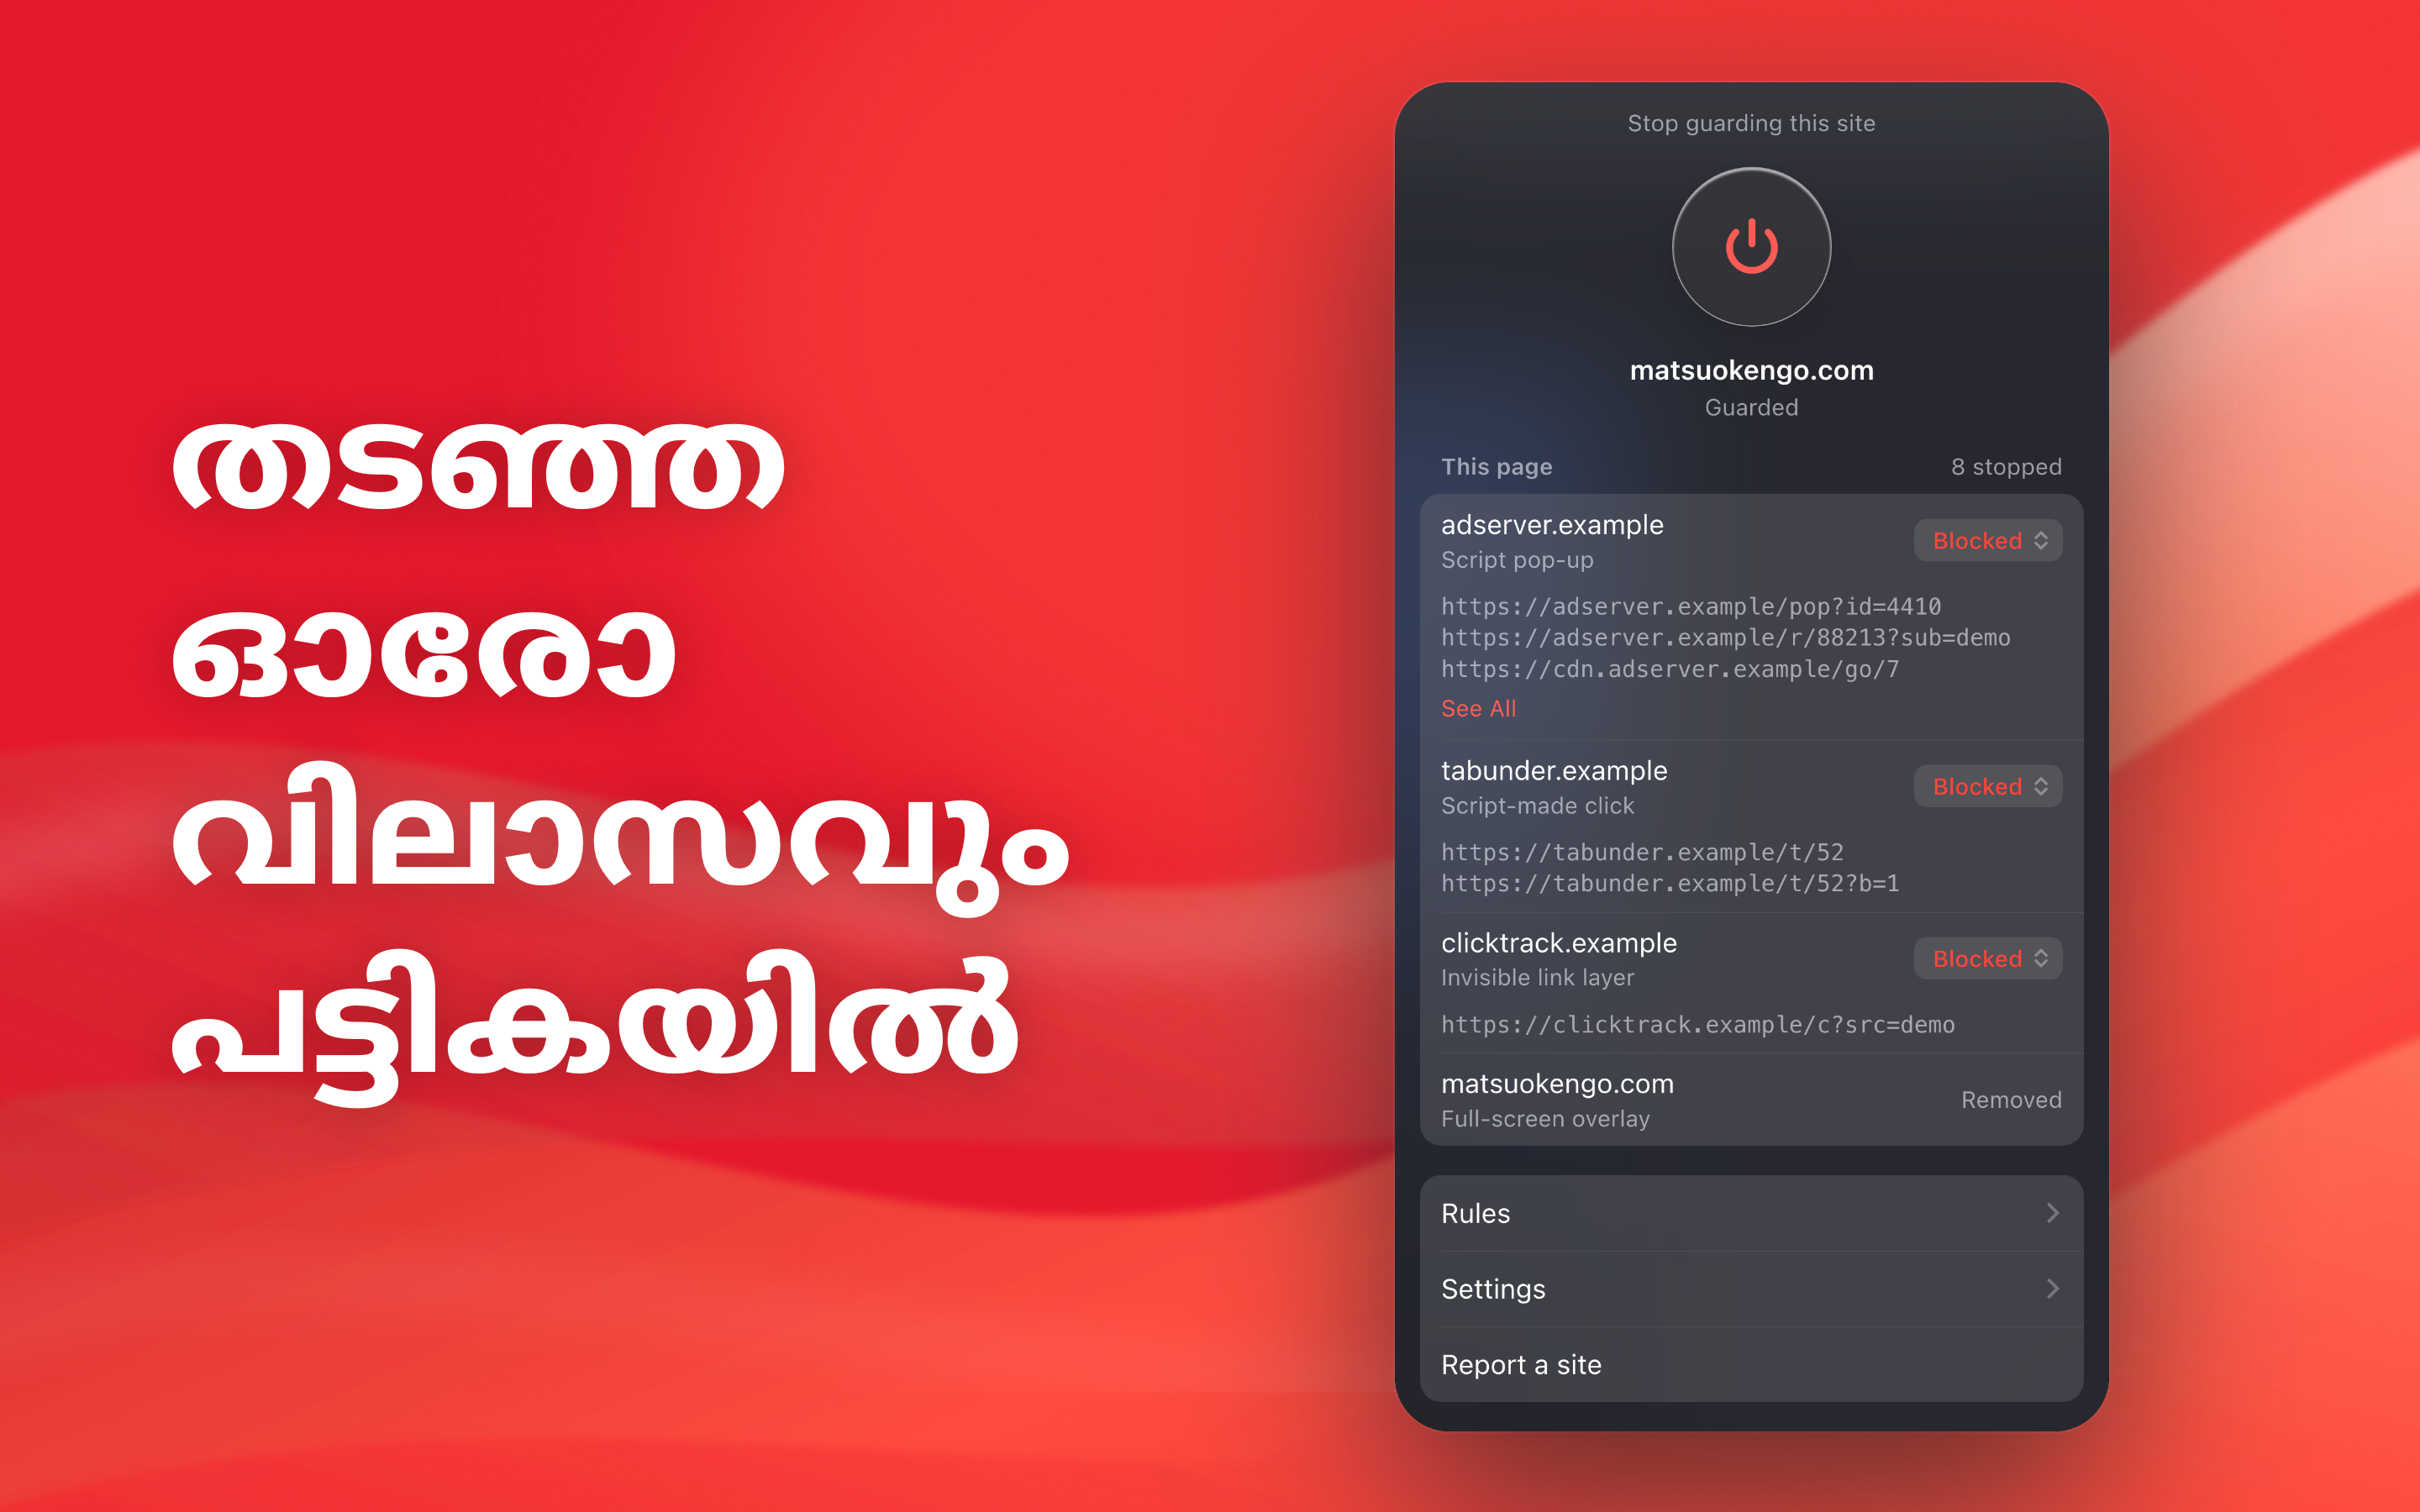 തടഞ്ഞ
ഓരോ
വിലാസവും
പട്ടികയിൽ
Stop guarding this site
matsuokengo.com
Guarded
This page
8 stopped
adserver.example
Blocked
Script pop-up
https://adserver.example/pop?id=4410
https://adserver.example/r/88213?sub=demo
https://cdn.adserver.example/go/7
See All
tabunder.example
Blocked
Script-made click
https://tabunder.example/t/52
https://tabunder.example/t/52?b=1
clicktrack.example
Blocked
Invisible link layer
https://clicktrack.example/c?src=demo
matsuokengo.com
Removed
Full-screen overlay
Rules
Settings
Report a site